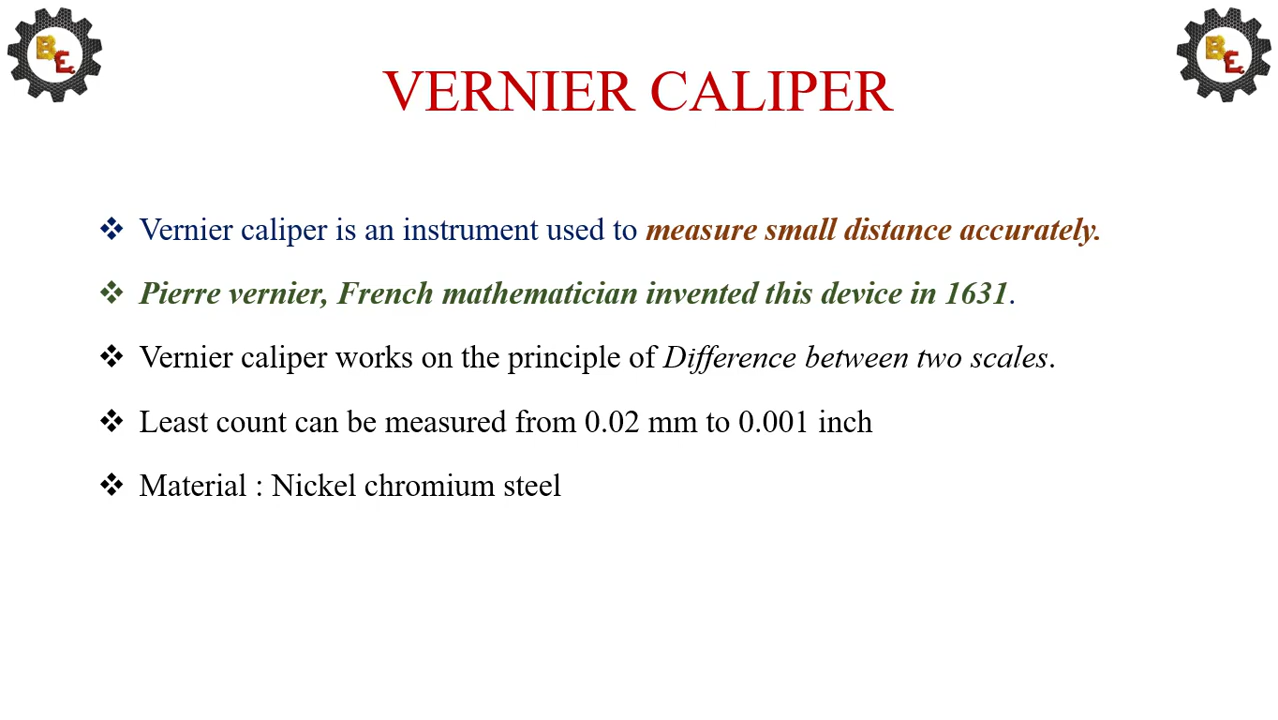 B E
B E
VERNIER CALIPER
❖ Vernier caliper is an instrument used to measure small distance accurately.
❖ Pierre vernier, French mathematician invented this device in 1631.
❖ Vernier caliper works on the principle of Difference between two scales.
❖ Least count can be measured from 0.02 mm to 0.001 inch
❖ Material : Nickel chromium steel